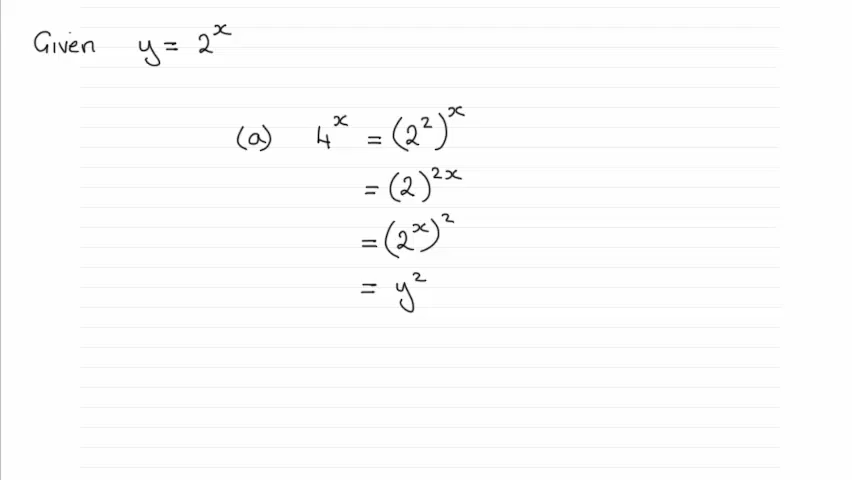 Given y = 2^x
(a) 4^x = (2^2)^x
= (2)^2x
= (2^x)^2
= y^2